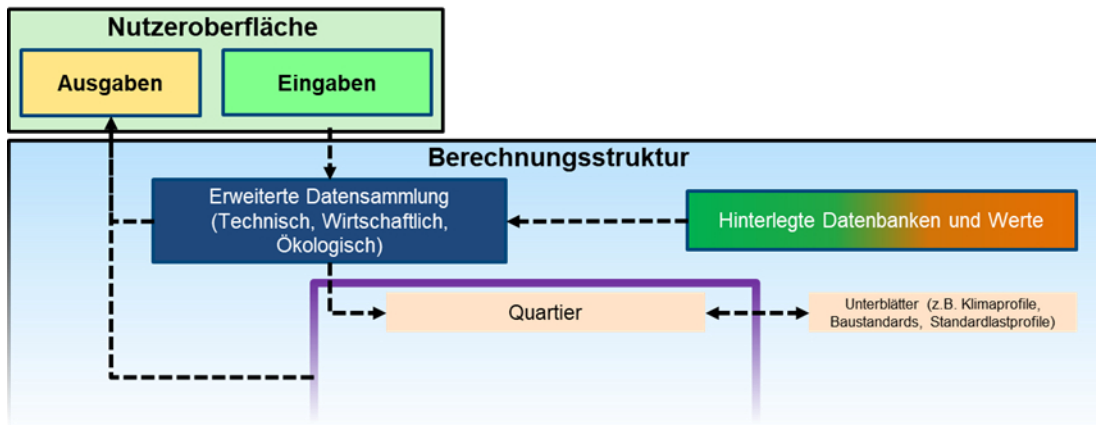 Nutzeroberfläche
Ausgaben
Eingaben
Berechnungsstruktur
Erweiterte Datensammlung
(Technisch, Wirtschaftlich,
Ökologisch)
Hinterlegte Datenbanken und Werte
Quartier
Unterblätter (z.B. Klimaprofile,
Baustandards, Standardlastprofile)